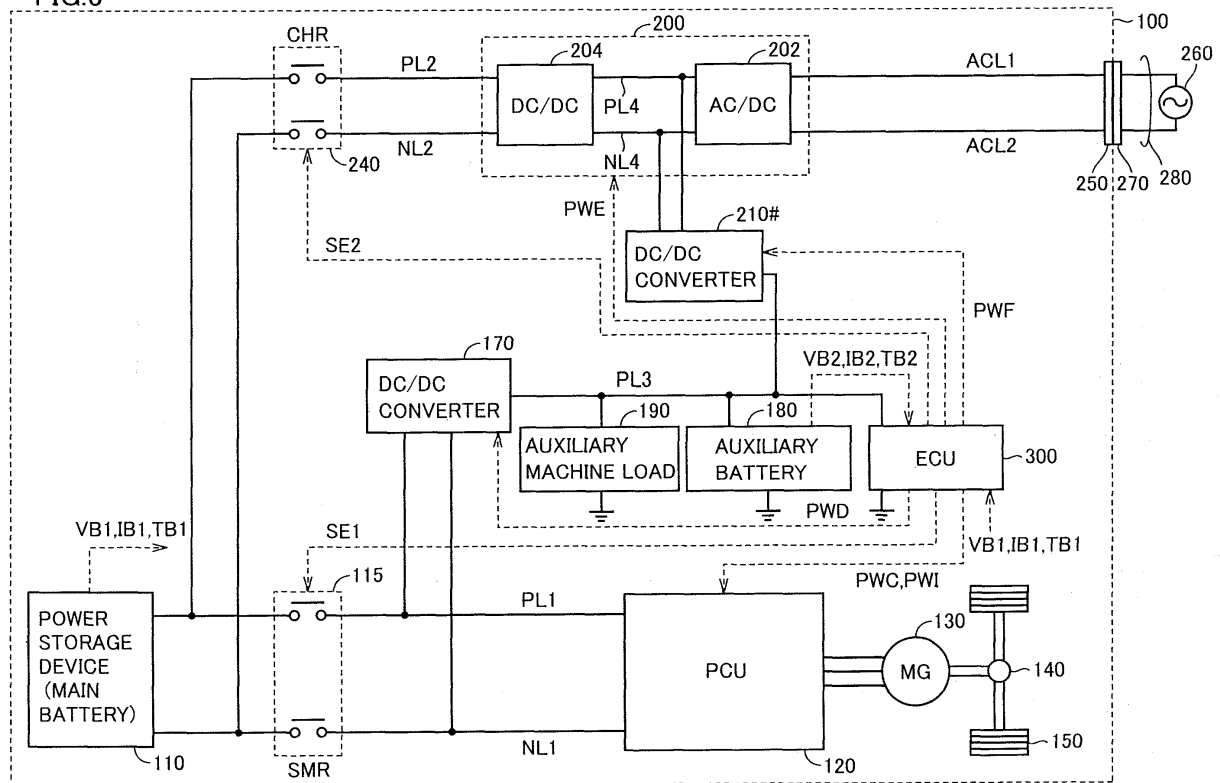 100
CHR
200
204
202
PL2
ACL1
260
DC/DC
PL4
AC/DC
NL2
NL4
ACL2
240
250
270
280
PWE
210#
SE2
DC/DC
CONVERTER
PWF
170
VB2,IB2,TB2
DC/DC
CONVERTER
PL3
190
180
AUXILIARY
MACHINE LOAD
AUXILIARY
BATTERY
ECU
300
PWD
VB1,IB1,TB1
SE1
VB1,IB1,TB1
115
PWC,PWI
PL1
POWER
STORAGE
DEVICE
(MAIN
BATTERY)
130
PCU
MG
140
NL1
150
110
SMR
120